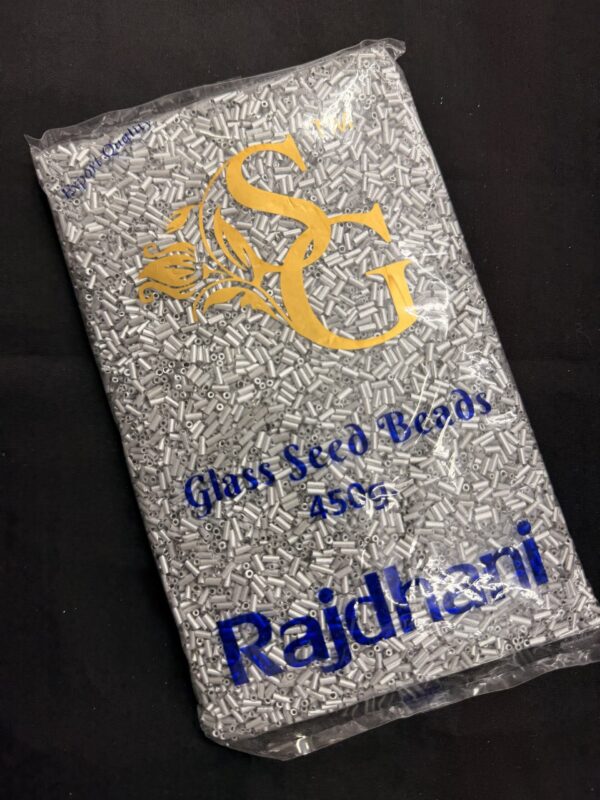 Export Quality
SG
Glass Seed Beads
450g
Rajdhani